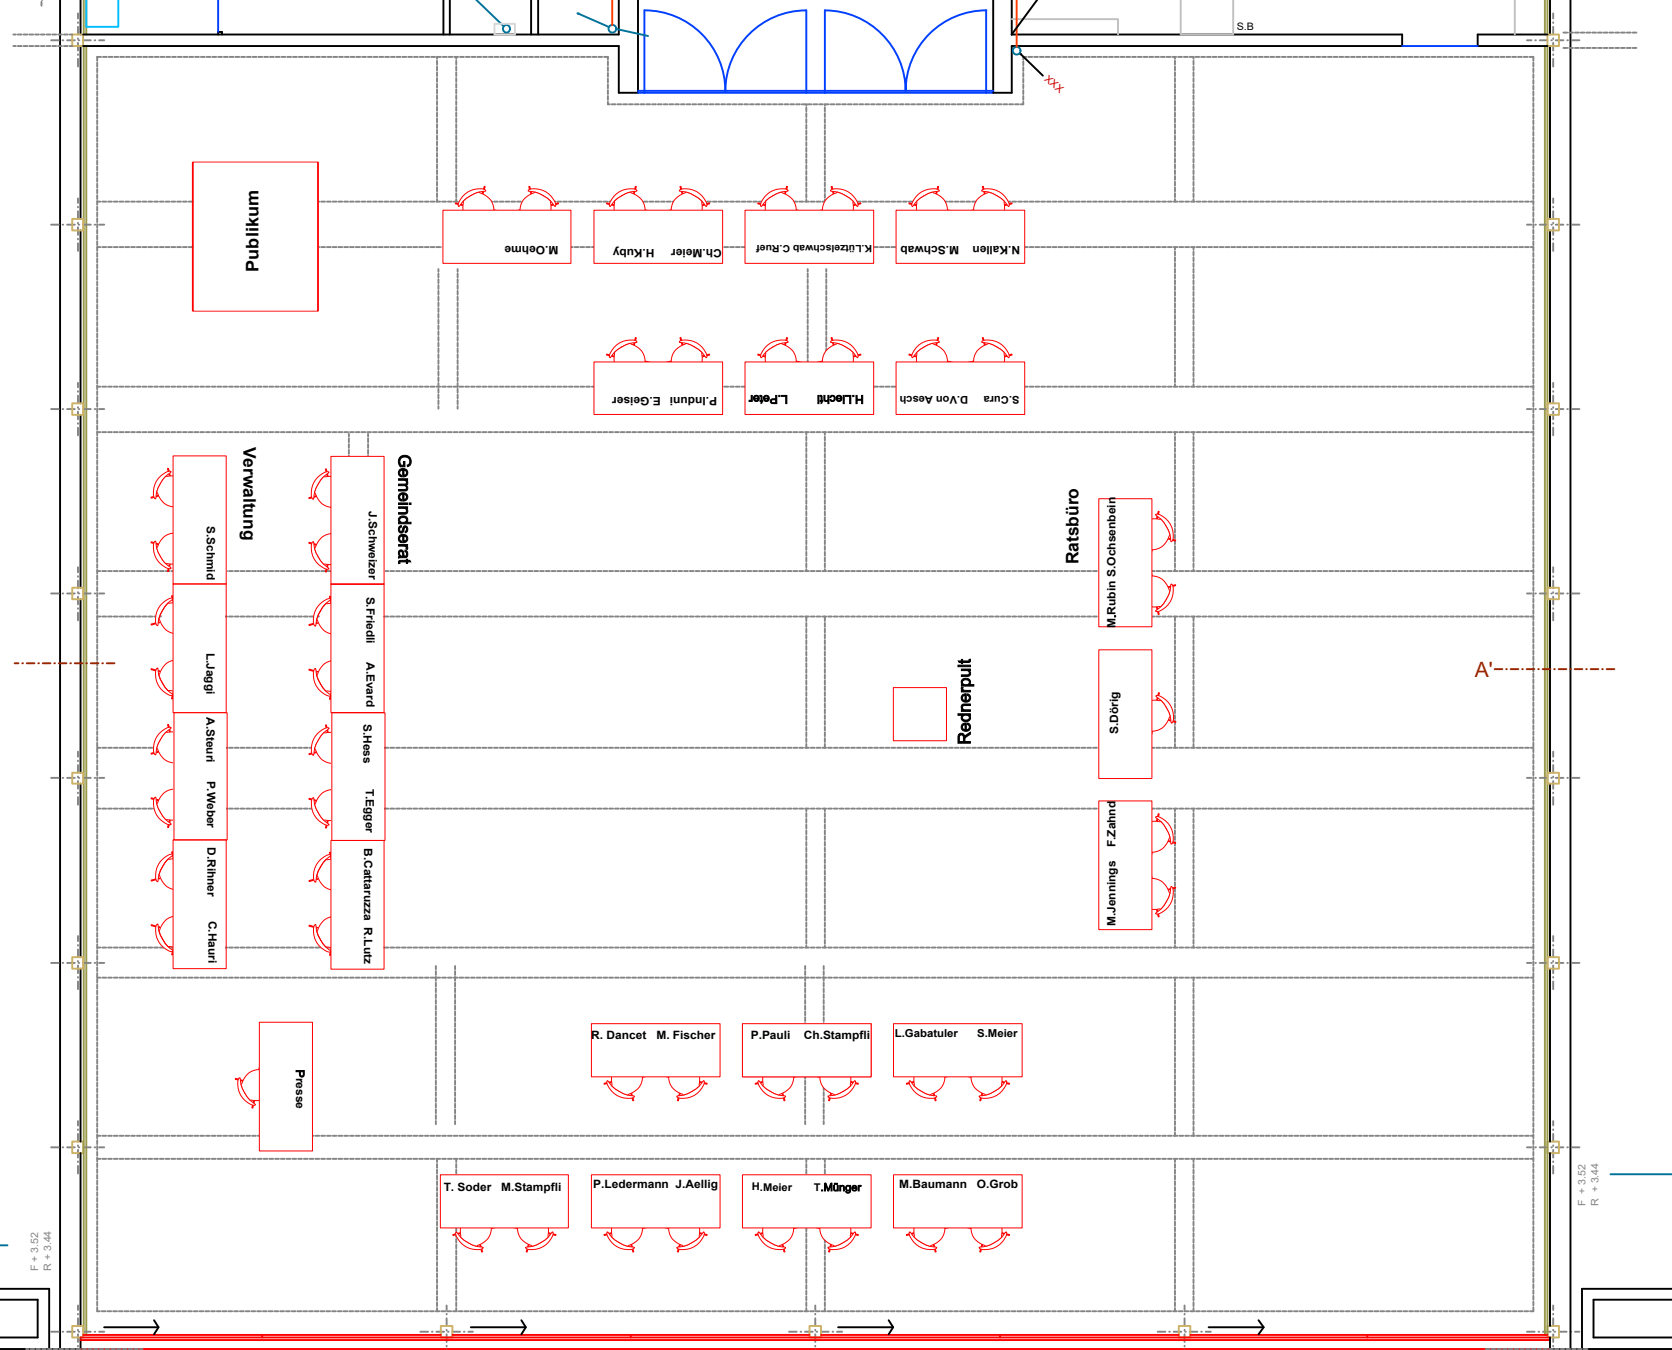 S.B
xxx
Publikum
M.Oehme
H.Kuby Ch.Meier
K.Lützelschwab C.Ruef
M.Schwab N.Kallen
P.Induni E.Geiser
H.Liechti L.Peter
S.Cura D.Von Aesch
Verwaltung
Gemeindserat
Ratsbüro
S.Schmid
J.Schweizer
M.Rubin S.Ochsenbein
L.Jaggi
S.Friedli A.Evard
Rednerpult
S.Dörig
A'
A.Steuri P.Weber
S.Hess T.Egger
D.Rihner C.Hauri
B.Cattaruzza R.Lutz
M.Jennings F.Zahnd
R. Dancet M. Fischer
P.Pauli Ch.Stampfli
L.Gabatuler S.Meier
Presse
T. Soder M.Stampfli
P.Ledermann J.Aellig
H.Meier T.Münger
M.Baumann O.Grob
F + 3.52
R + 3.44
F + 3.52
R + 3.44